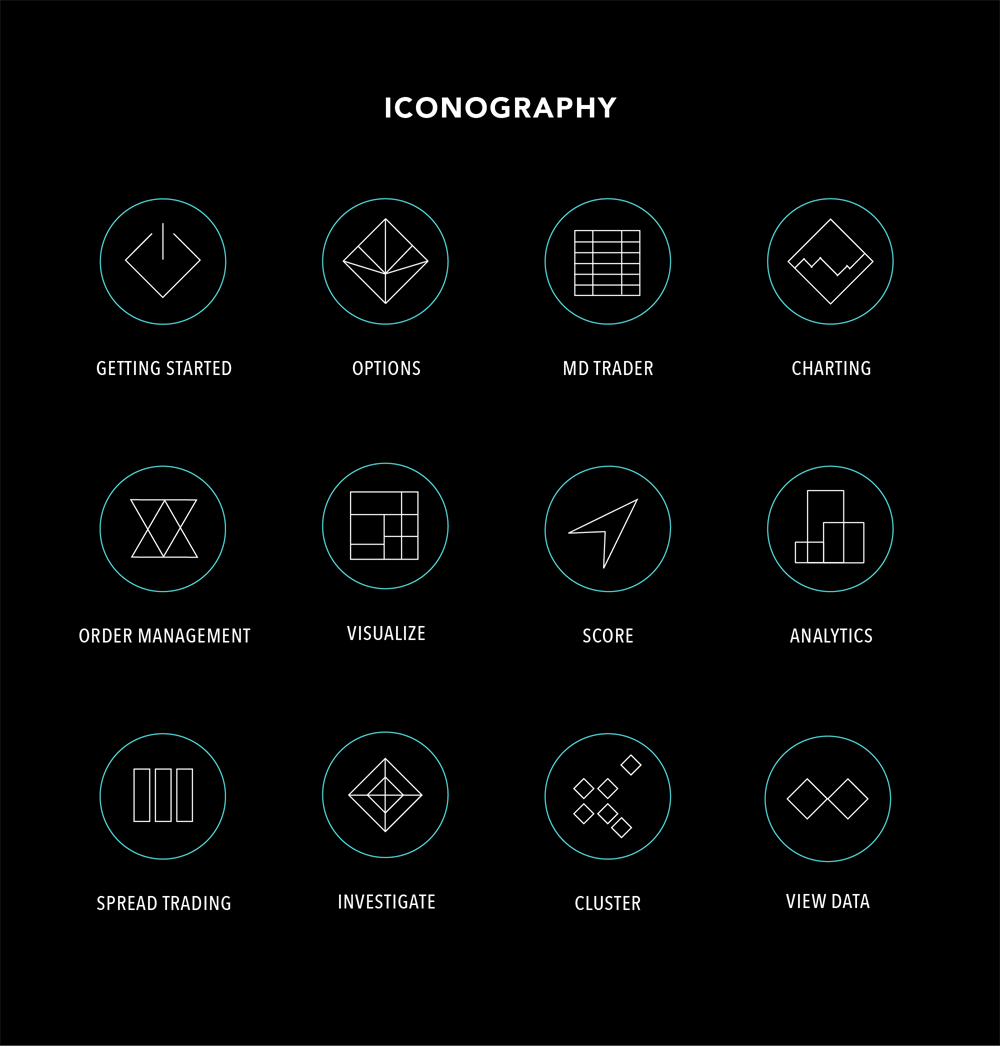 ICONOGRAPHY
GETTING STARTED
OPTIONS
MD TRADER
CHARTING
ORDER MANAGEMENT
VISUALIZE
SCORE
ANALYTICS
SPREAD TRADING
INVESTIGATE
CLUSTER
VIEW DATA